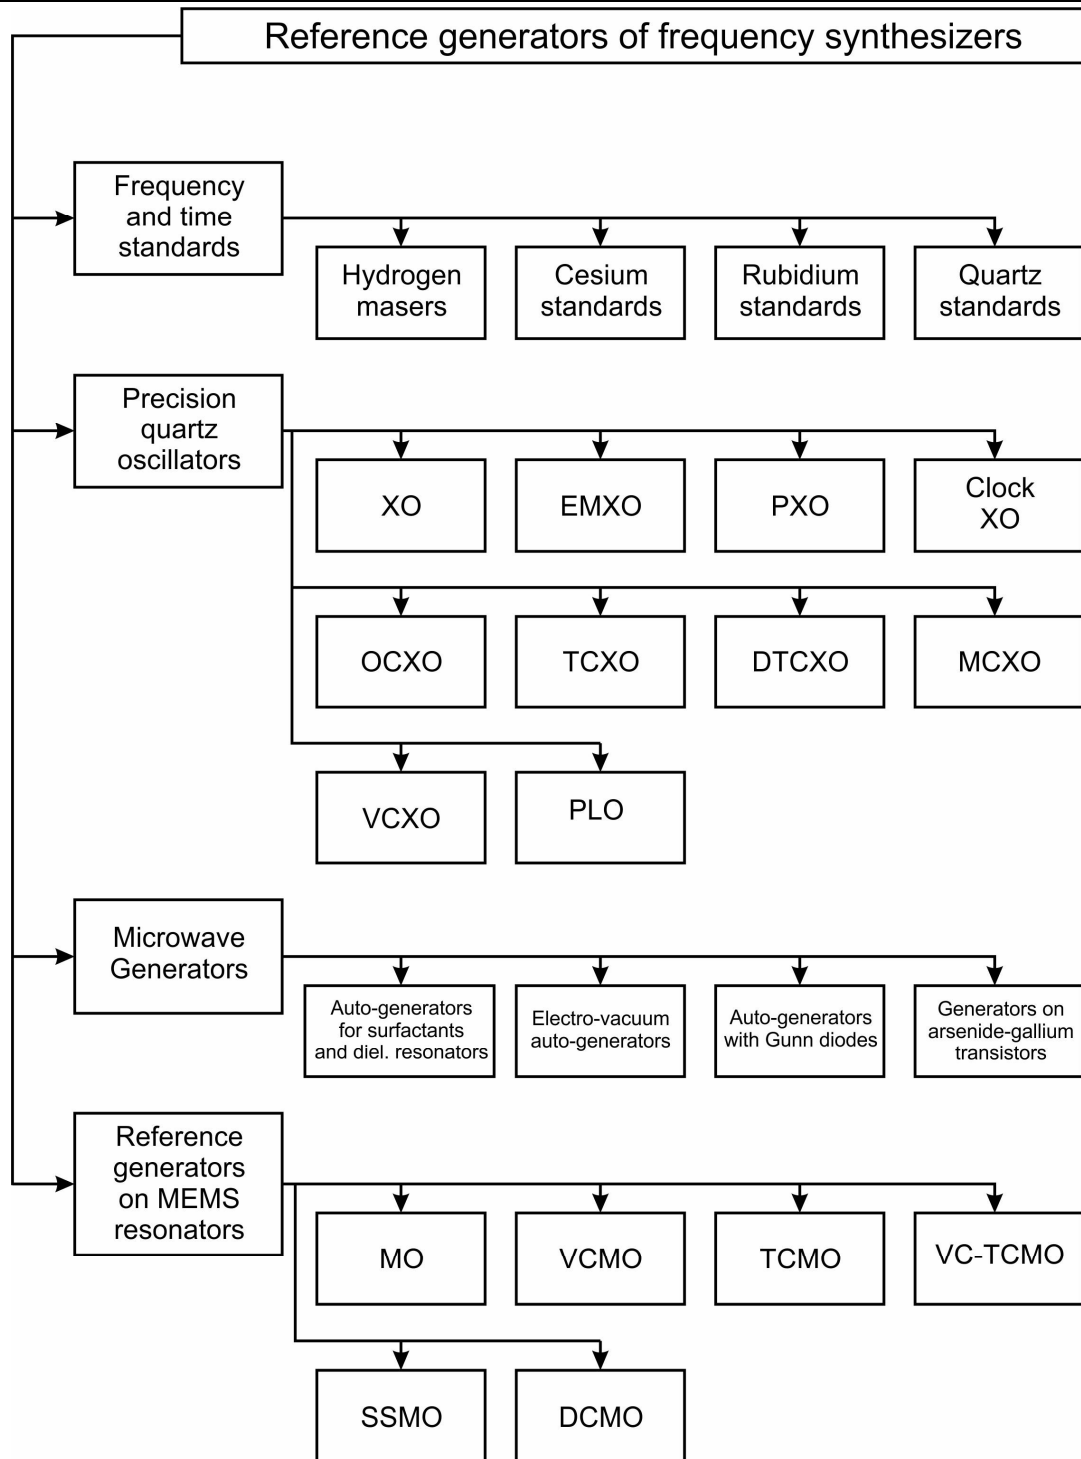 Reference generators of frequency synthesizers
Frequency
and time
standards
Hydrogen
masers
Cesium
standards
Rubidium
standards
Quartz
standards
Precision
quartz
oscillators
XO
EMXO
PXO
Clock
XO
OCXO
TCXO
DTCXO
MCXO
VCXO
PLO
Microwave
Generators
Auto-generators
for surfactants
and diel. resonators
Electro-vacuum
auto-generators
Auto-generators
with Gunn diodes
Generators on
arsenide-gallium
transistors
Reference
generators
on MEMS
resonators
MO
VCMO
TCMO
VC-TCMO
SSMO
DCMO